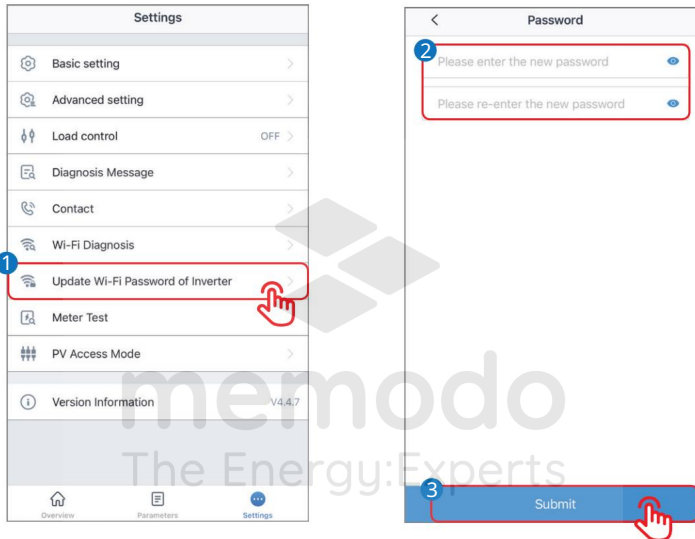 Settings
Basic setting
Advanced setting
Load control OFF
Diagnosis Message
Contact
Wi-Fi Diagnosis
1
Update Wi-Fi Password of Inverter
Meter Test
PV Access Mode
Version Information V4.4.7
Overview Parameters Settings
Password
2
Please enter the new password
Please re-enter the new password
3
Submit
memodo
The Energy:Experts